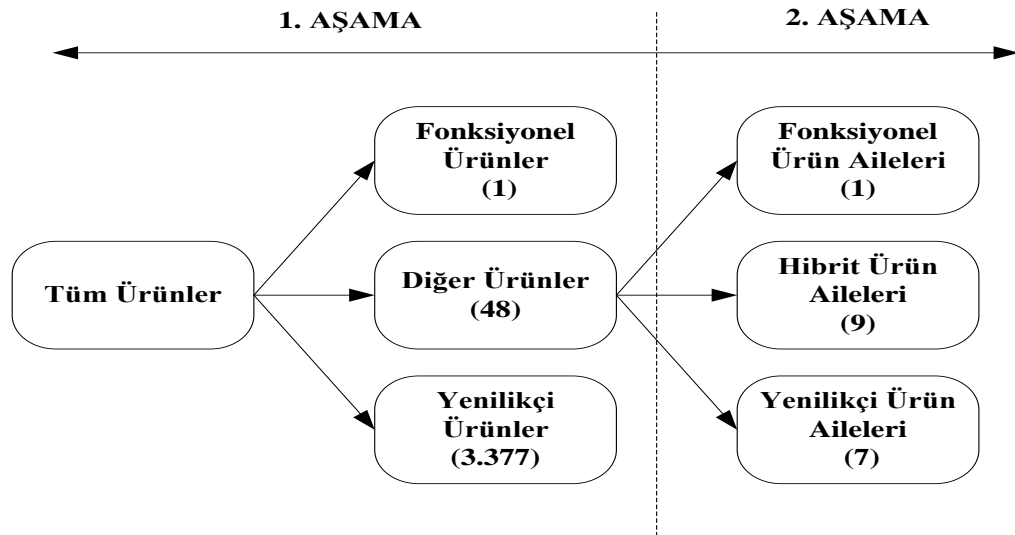 1. AŞAMA
2. AŞAMA
Tüm Ürünler
Fonksiyonel
Ürünler
(1)
Diğer Ürünler
(48)
Yenilikçi
Ürünler
(3.377)
Fonksiyonel
Ürün Aileleri
(1)
Hibrit Ürün
Aileleri
(9)
Yenilikçi Ürün
Aileleri
(7)